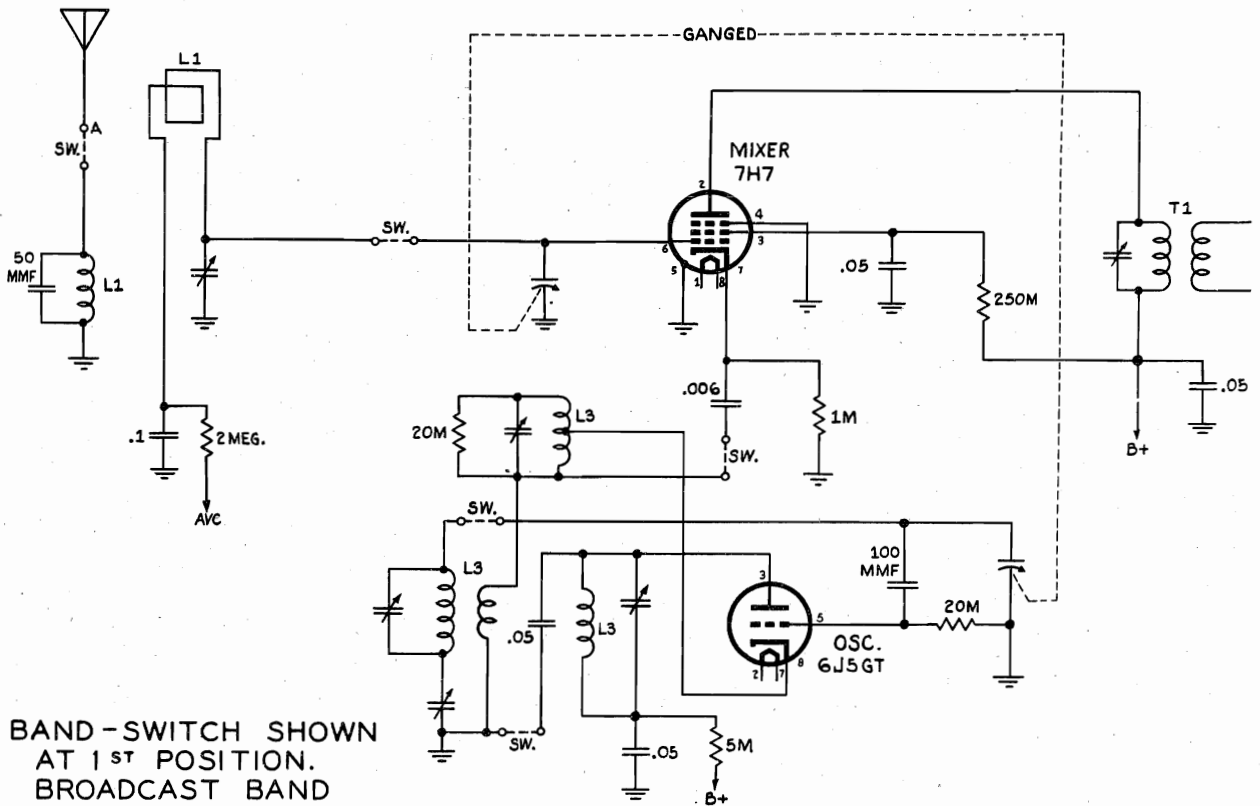 GANGED
L1
A
SW.
MIXER
7H7
2
4
3
6
5
1
8
7
T1
SW.
50
MMF
L1
.05
250M
.006
1M
.05
L3
20M
.1
2 MEG.
SW.
B+
AVC
SW.
L3
100
MMF
3
.05
L3
5
20M
OSC.
6J5GT
2
7
8
BAND-SWITCH SHOWN
AT 1ST POSITION.
BROADCAST BAND
SW.
.05
5M
B+